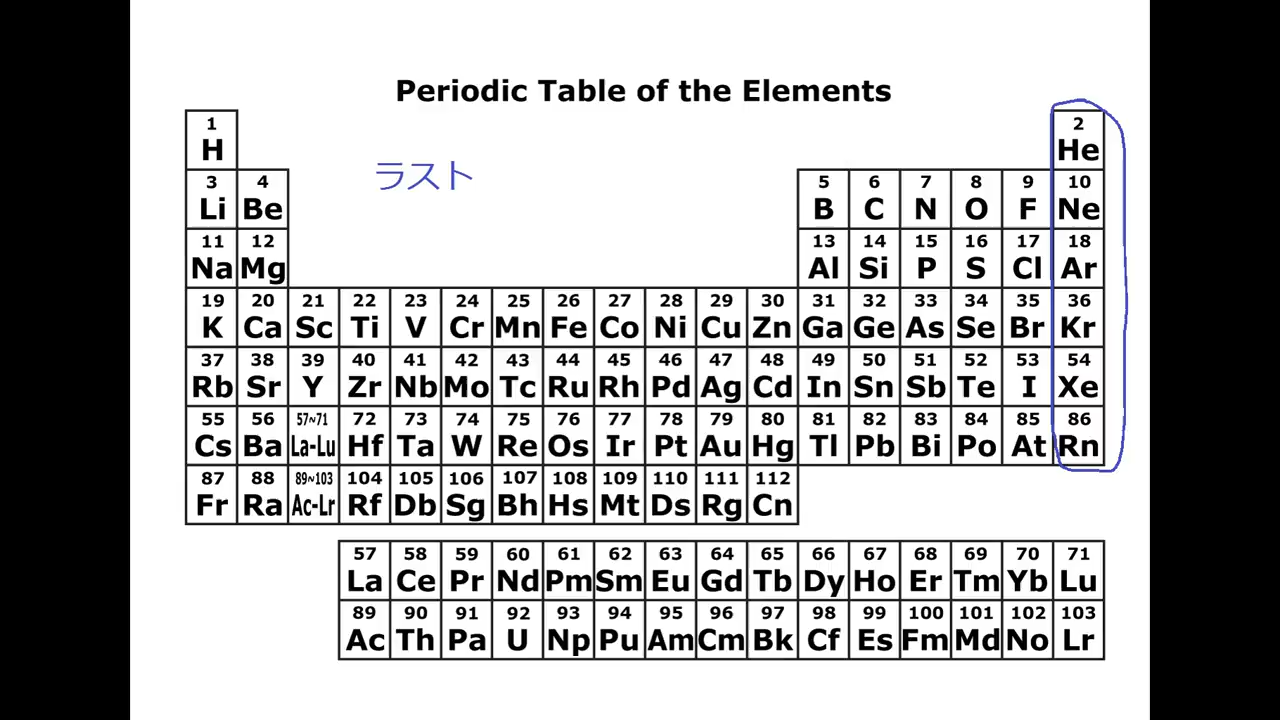 Periodic Table of the Elements
1 2
H ラスト He
3 4 5 6 7 8 9 10
Li Be B C N O F Ne
11 12 13 14 15 16 17 18
Na Mg Al Si P S Cl Ar
19 20 21 22 23 24 25 26 27 28 29 30 31 32 33 34 35 36
K Ca Sc Ti V Cr Mn Fe Co Ni Cu Zn Ga Ge As Se Br Kr
37 38 39 40 41 42 43 44 45 46 47 48 49 50 51 52 53 54
Rb Sr Y Zr Nb Mo Tc Ru Rh Pd Ag Cd In Sn Sb Te I Xe
55 56 57~71 72 73 74 75 76 77 78 79 80 81 82 83 84 85 86
Cs Ba La-Lu Hf Ta W Re Os Ir Pt Au Hg Tl Pb Bi Po At Rn
87 88 89~103 104 105 106 107 108 109 110 111 112
Fr Ra Ac-Lr Rf Db Sg Bh Hs Mt Ds Rg Cn
57 58 59 60 61 62 63 64 65 66 67 68 69 70 71
La Ce Pr Nd Pm Sm Eu Gd Tb Dy Ho Er Tm Yb Lu
89 90 91 92 93 94 95 96 97 98 99 100 101 102 103
Ac Th Pa U Np Pu Am Cm Bk Cf Es Fm Md No Lr